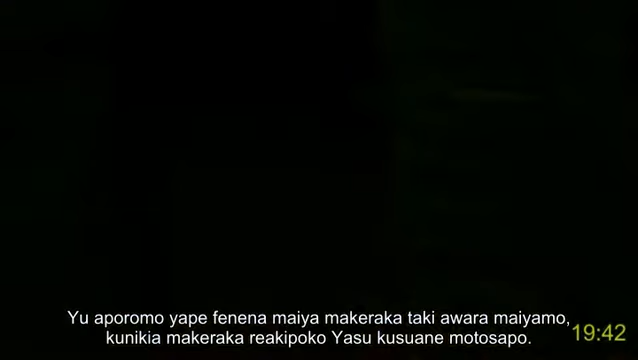 Yu aporomo yape fenena maiya makeraka taki awara maiyamo,
kunikia makeraka reakipoko Yasu kusuane motosapo.
19:42